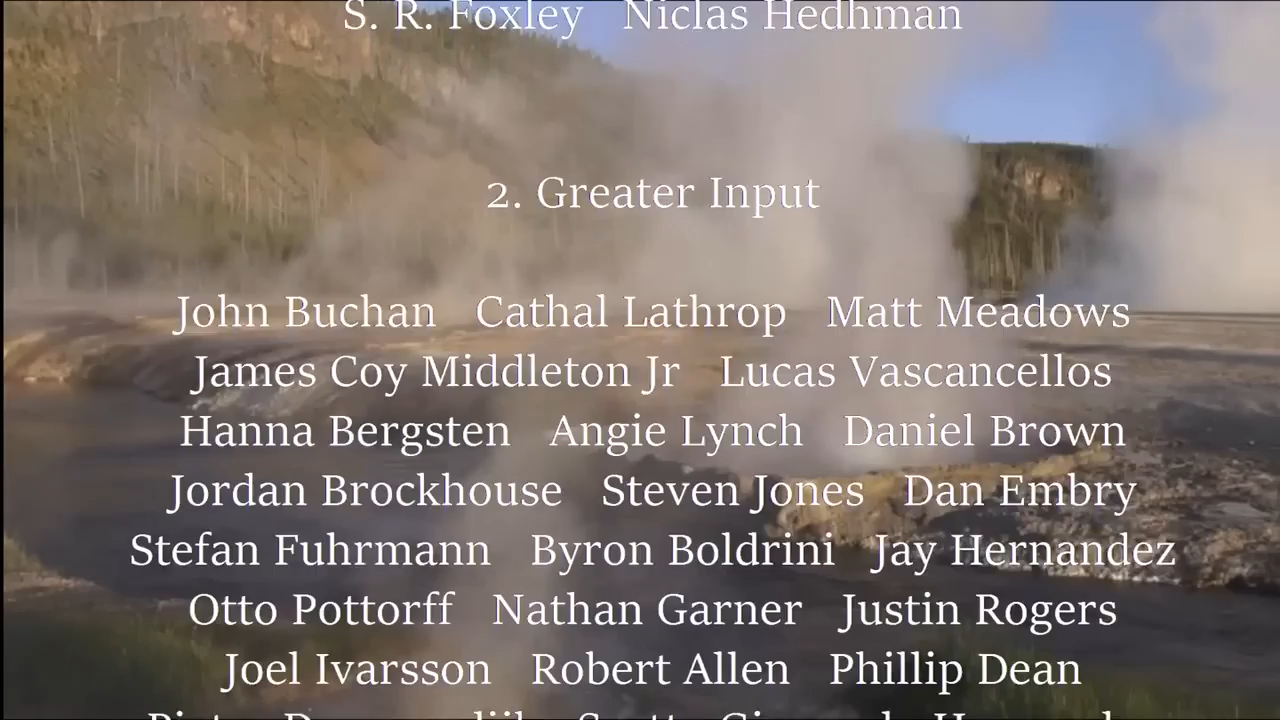 S. R. Foxley Niclas Hedhman
2. Greater Input
John Buchan Cathal Lathrop Matt Meadows
James Coy Middleton Jr Lucas Vascancellos
Hanna Bergsten Angie Lynch Daniel Brown
Jordan Brockhouse Steven Jones Dan Embry
Stefan Fuhrmann Byron Boldrini Jay Hernandez
Otto Pottorff Nathan Garner Justin Rogers
Joel Ivarsson Robert Allen Phillip Dean